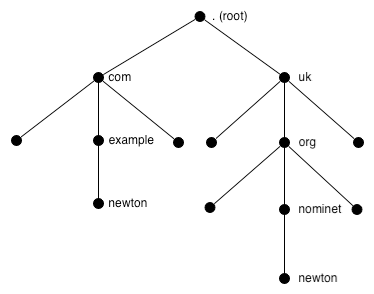 . (root)
com
uk
example
org
newton
nominet
newton